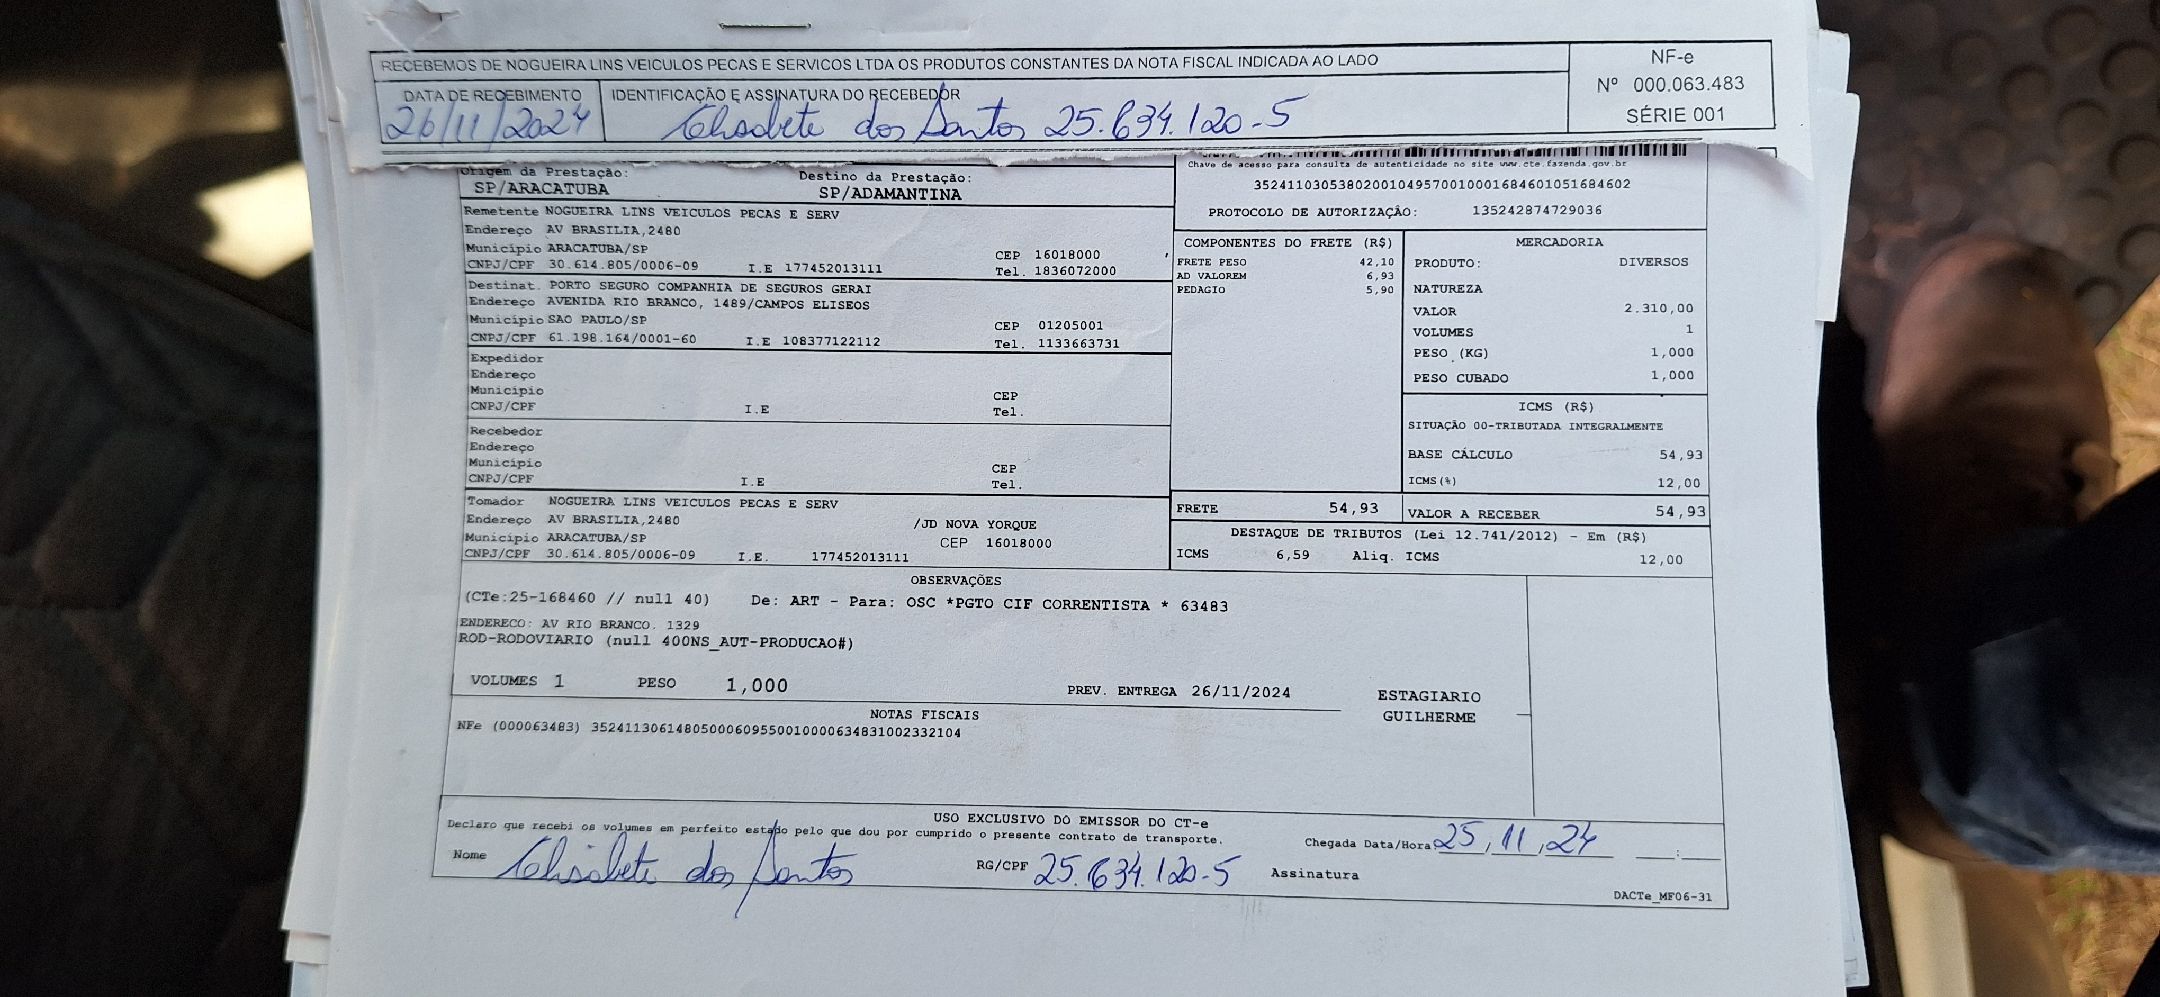 RECEBEMOS DE NOGUEIRA LINS VEICULOS PECAS E SERVICOS LTDA OS PRODUTOS CONSTANTES DA NOTA FISCAL INDICADA AO LADO
NF-e
Nº 000.063.483
SÉRIE 001
DATA DE RECEBIMENTO
26/11/2024
IDENTIFICAÇÃO E ASSINATURA DO RECEBEDOR
Elisabete dos Santos 25.634.120-5
Origem da Prestação:
SP/ARACATUBA
Destino da Prestação:
SP/ADAMANTINA
Chave de acesso para consulta de autenticidade no site www.cte.fazenda.gov.br
35241103053802001049570010001684601051684602
PROTOCOLO DE AUTORIZAÇÃO: 135242874729036
Remetente NOGUEIRA LINS VEICULOS PECAS E SERV
Endereço AV BRASILIA,2480
Município ARACATUBA/SP CEP 16018000
CNPJ/CPF 30.614.805/0006-09 I.E 177452013111 Tel. 1836072000
Destinat. PORTO SEGURO COMPANHIA DE SEGUROS GERAI
Endereço AVENIDA RIO BRANCO, 1489/CAMPOS ELISEOS
Município SAO PAULO/SP CEP 01205001
CNPJ/CPF 61.198.164/0001-60 I.E 108377122112 Tel. 1133663731
Expedidor
Endereço
Município CEP
CNPJ/CPF I.E Tel.
Recebedor
Endereço
Município CEP
CNPJ/CPF I.E Tel.
Tomador NOGUEIRA LINS VEICULOS PECAS E SERV
Endereço AV BRASILIA,2480 /JD NOVA YORQUE
Município ARACATUBA/SP CEP 16018000
CNPJ/CPF 30.614.805/0006-09 I.E. 177452013111
COMPONENTES DO FRETE (R$)
FRETE PESO 42,10
AD VALOREM 6,93
PEDAGIO 5,90
MERCADORIA
PRODUTO: DIVERSOS
NATUREZA
VALOR 2.310,00
VOLUMES 1
PESO (KG) 1,000
PESO CUBADO 1,000
ICMS (R$)
SITUAÇÃO 00-TRIBUTADA INTEGRALMENTE
BASE CÁLCULO 54,93
ICMS(%) 12,00
FRETE 54,93
VALOR A RECEBER 54,93
DESTAQUE DE TRIBUTOS (Lei 12.741/2012) - Em (R$)
ICMS 6,59 Aliq. ICMS 12,00
OBSERVAÇÕES
(CTe:25-168460 // null 40) De: ART - Para: OSC *PGTO CIF CORRENTISTA * 63483
ENDERECO: AV RIO BRANCO. 1329
ROD-RODOVIARIO (null 400NS_AUT-PRODUCAO#)
VOLUMES 1 PESO 1,000 PREV. ENTREGA 26/11/2024
ESTAGIARIO
GUILHERME
NOTAS FISCAIS
NFe (000063483) 35241130614805000609550010000634831002332104
USO EXCLUSIVO DO EMISSOR DO CT-e
Declaro que recebi os volumes em perfeito estado pelo que dou por cumprido o presente contrato de transporte.
Chegada Data/Hora 25,11,24 __:__
Nome Elisabete dos Santos RG/CPF 25.634.120-5 Assinatura
DACTe_MF06-31